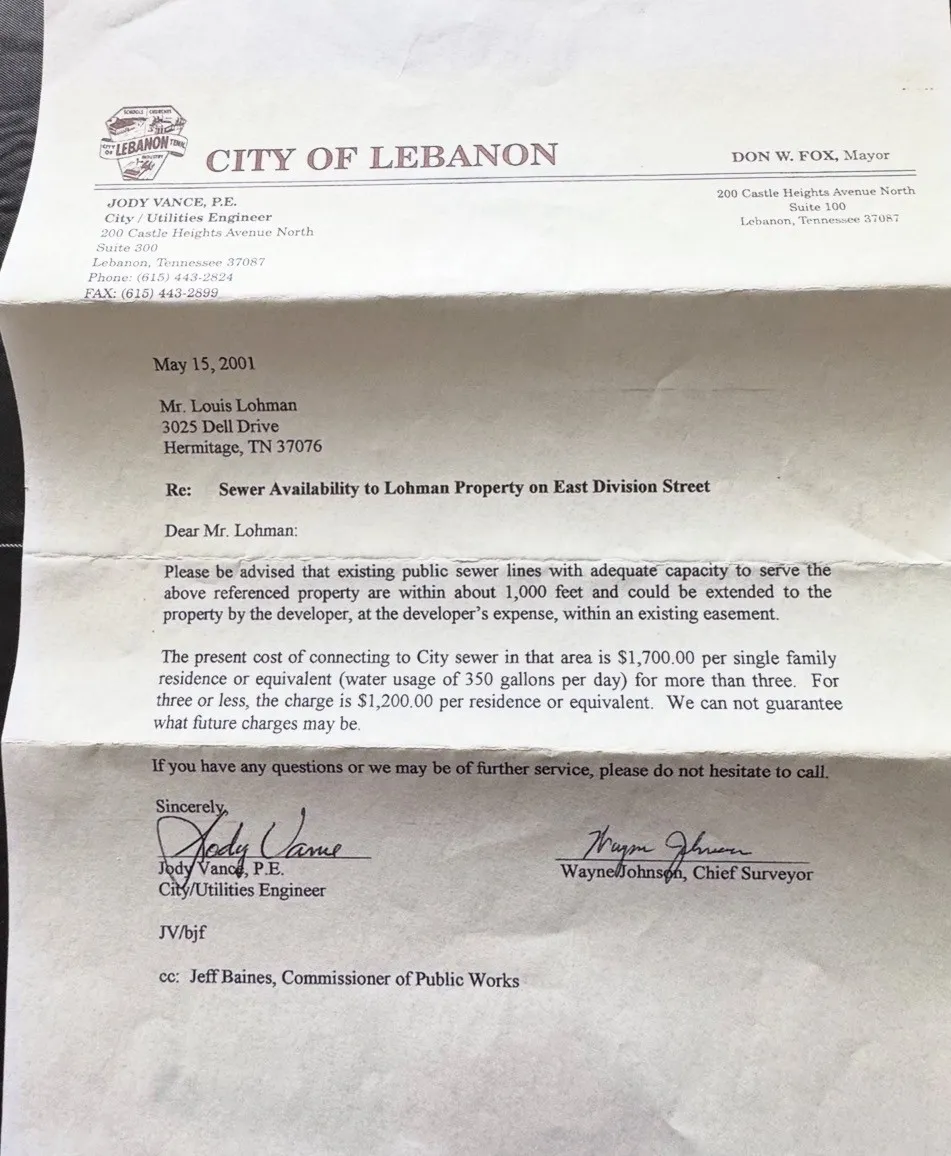 SCHOOLS CHURCHES
CITY OF LEBANON TENN.
INDUSTRY
CITY OF LEBANON
DON W. FOX, Mayor
JODY VANCE, P.E.
City / Utilities Engineer
200 Castle Heights Avenue North
Suite 300
Lebanon, Tennessee 37087
Phone: (615) 443-2824
FAX: (615) 443-2899
200 Castle Heights Avenue North
Suite 100
Lebanon, Tennessee 37087
May 15, 2001
Mr. Louis Lohman
3025 Dell Drive
Hermitage, TN 37076
Re: Sewer Availability to Lohman Property on East Division Street
Dear Mr. Lohman:
Please be advised that existing public sewer lines with adequate capacity to serve the
above referenced property are within about 1,000 feet and could be extended to the
property by the developer, at the developer's expense, within an existing easement.
The present cost of connecting to City sewer in that area is $1,700.00 per single family
residence or equivalent (water usage of 350 gallons per day) for more than three. For
three or less, the charge is $1,200.00 per residence or equivalent. We can not guarantee
what future charges may be.
If you have any questions or we may be of further service, please do not hesitate to call.
Sincerely,
Jody Vance
Jody Vance, P.E.
City/Utilities Engineer
Wayne Johnson
Wayne Johnson, Chief Surveyor
JV/bjf
cc: Jeff Baines, Commissioner of Public Works